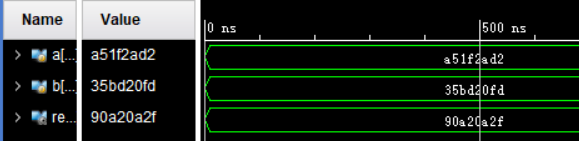 Name Value 0 ns 500 ns
a[...] a51f2ad2 a51f2ad2
b[...] 35bd20fd 35bd20fd
re... 90a20a2f 90a20a2f